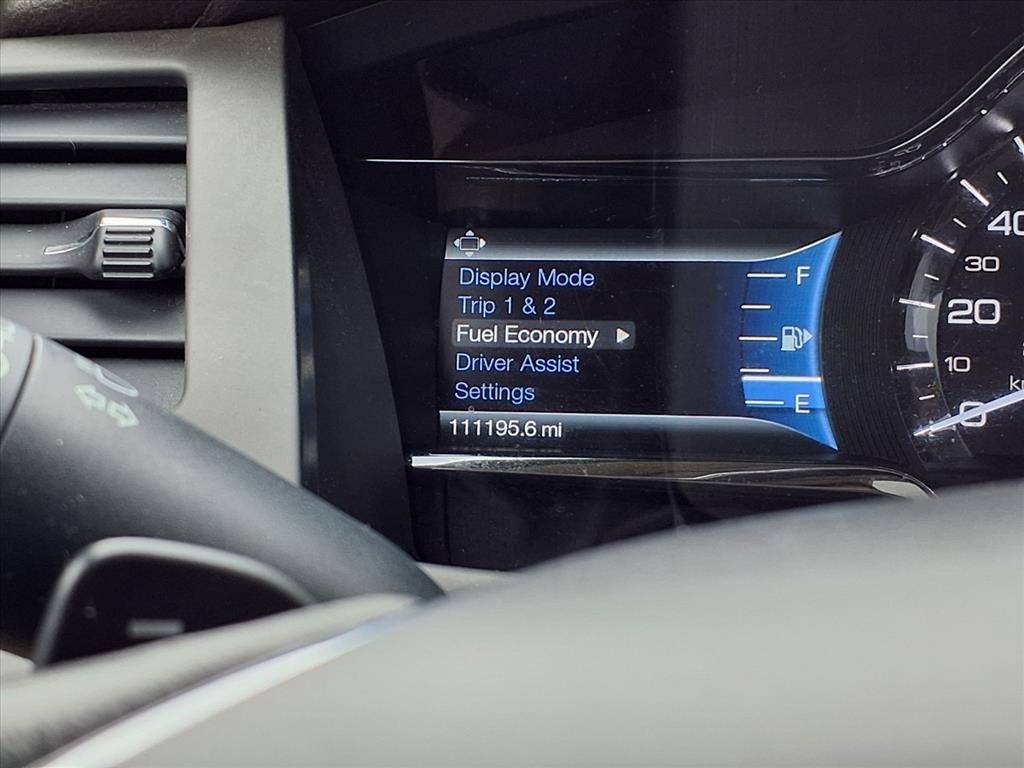 Display Mode
Trip 1 & 2
Fuel Economy
Driver Assist
Settings
111195.6 mi
F
E
40
30
20
10
0